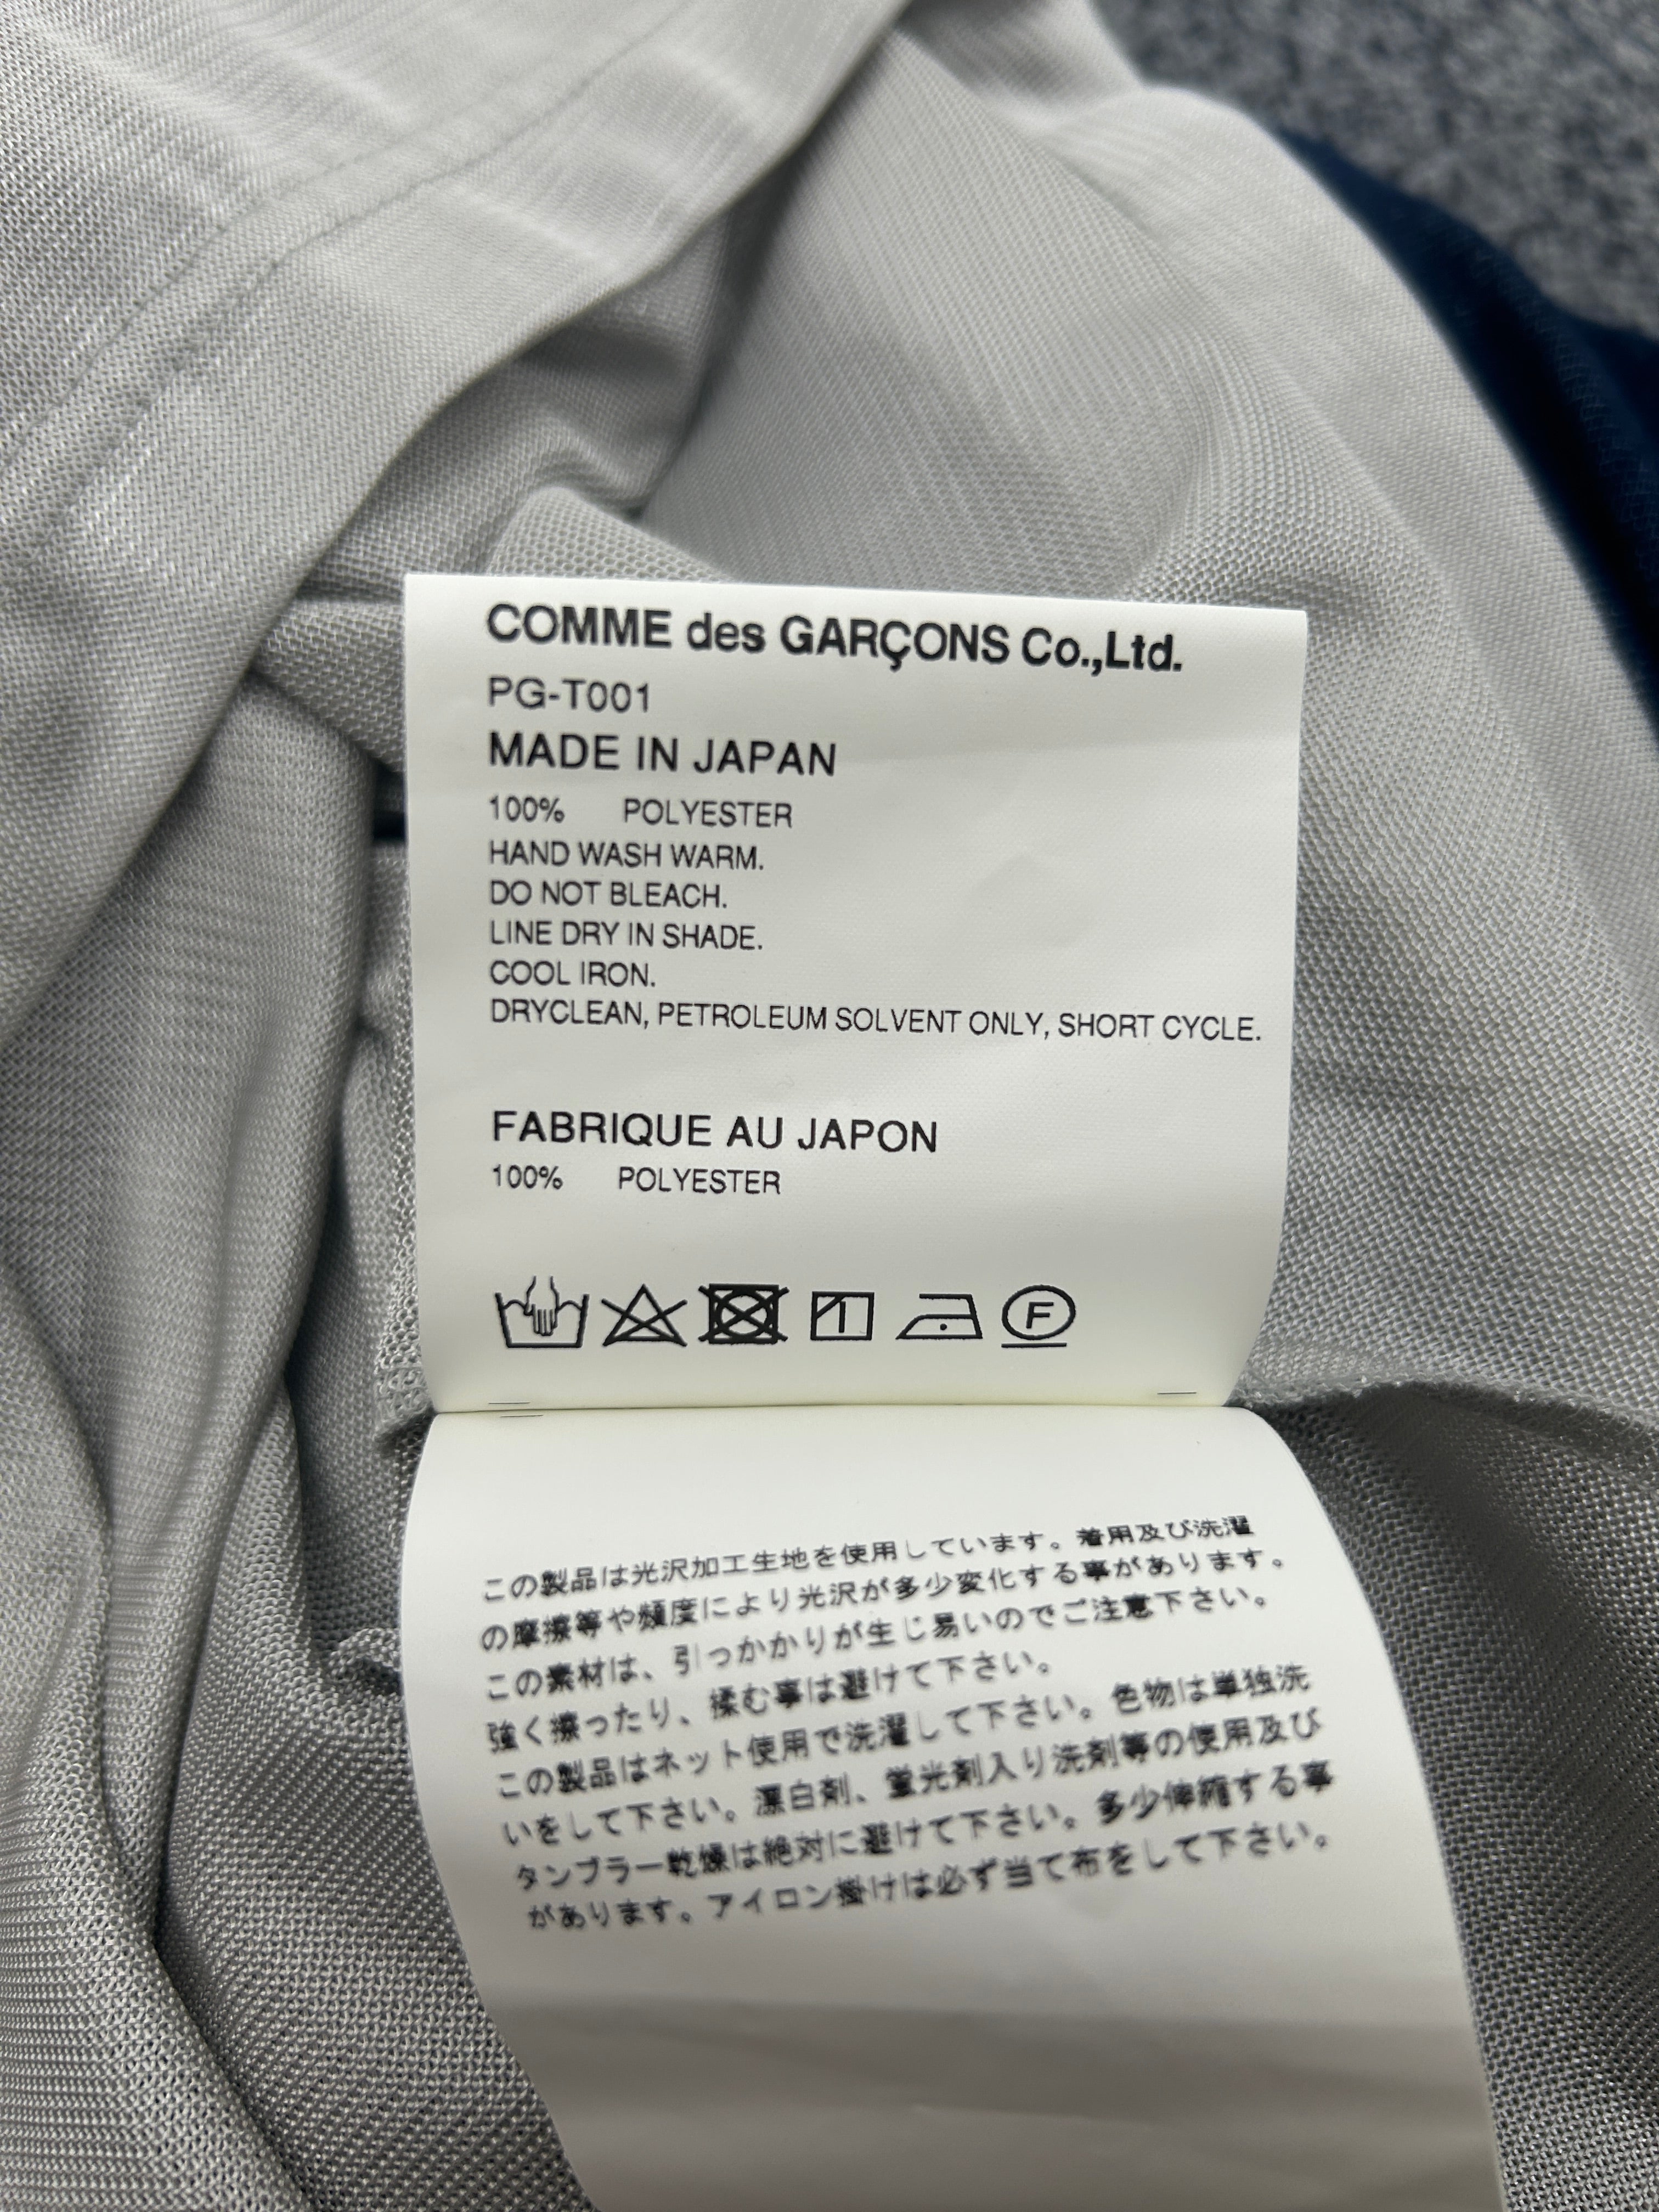 COMME des GARÇONS Co.,Ltd.
PG-T001
MADE IN JAPAN
100% POLYESTER
HAND WASH WARM.
DO NOT BLEACH.
LINE DRY IN SHADE.
COOL IRON.
DRYCLEAN, PETROLEUM SOLVENT ONLY, SHORT CYCLE.
FABRIQUE AU JAPON
100% POLYESTER
F
この製品は光沢加工生地を使用しています。着用及び洗濯
の摩擦等や頻度により光沢が多少変化する事があります。
この素材は、引っかかりが生じ易いのでご注意下さい。
強く擦ったり、揉む事は避けて下さい。
この製品はネット使用で洗濯して下さい。色物は単独洗
いをして下さい。漂白剤、蛍光剤入り洗剤等の使用及び
タンブラー乾燥は絶対に避けて下さい。多少伸縮する事
があります。アイロン掛けは必ず当て布をして下さい。